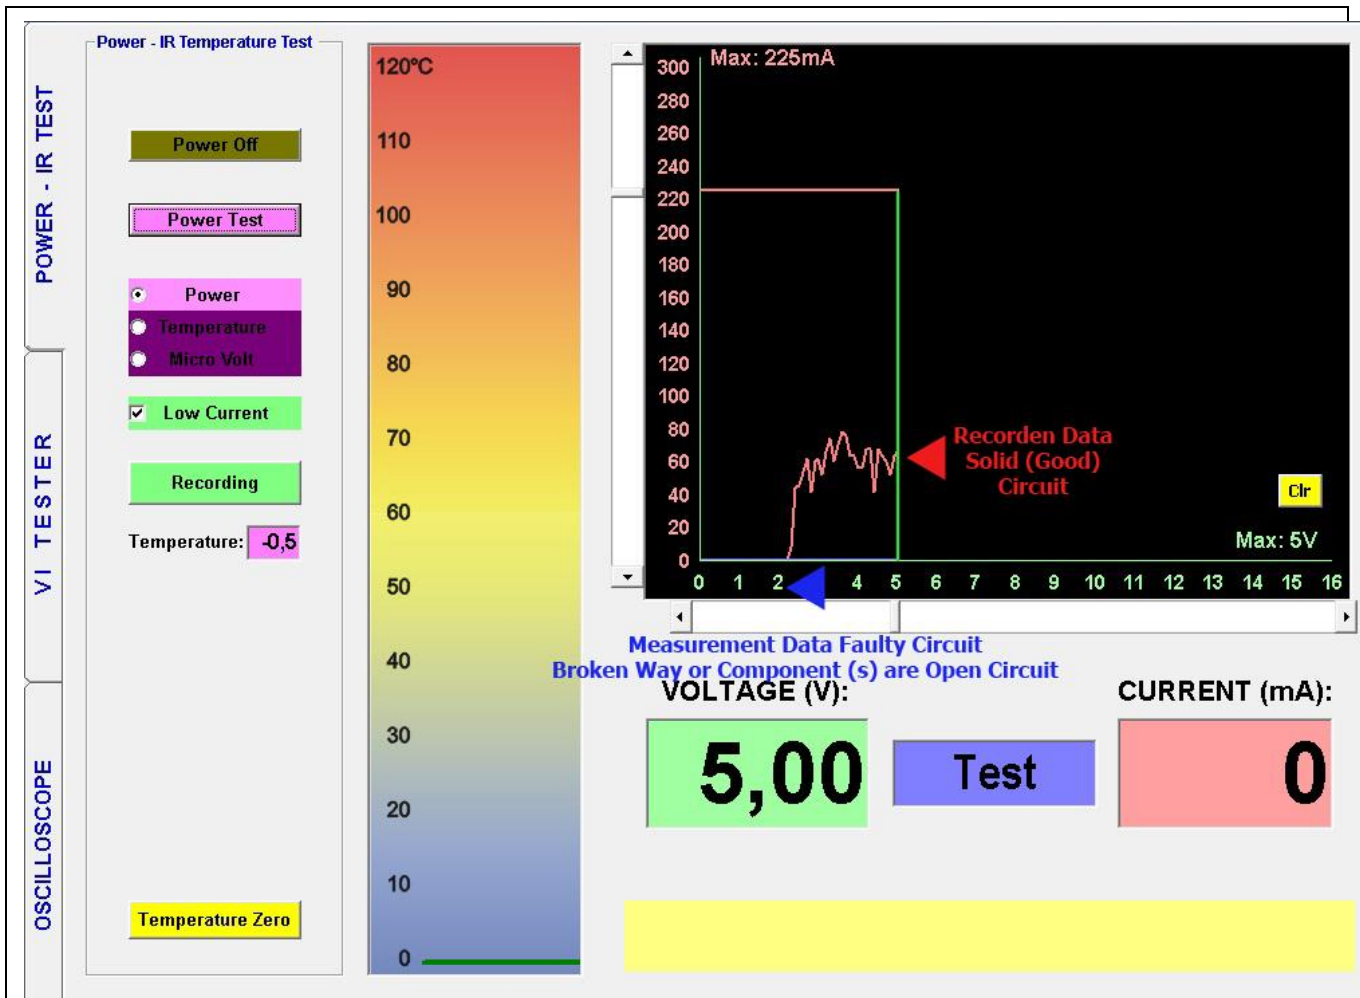 POWER - IR TEST
VI TESTER
OSCILLOSCOPE
Power - IR Temperature Test
Power Off
Power Test
Power
Temperature
Micro Volt
Low Current
Recording
Temperature: -0,5
Temperature Zero
120°C
110
100
90
80
70
60
50
40
30
20
10
0
Max: 225mA
300
280
260
240
220
200
180
160
140
120
100
80
60
40
20
0
Recorden Data
Solid (Good)
Circuit
Clr
Max: 5V
0 1 2 4 5 6 7 8 9 10 11 12 13 14 15 16
Measurement Data Faulty Circuit
Broken Way or Component (s) are Open Circuit
VOLTAGE (V):
5,00
Test
CURRENT (mA):
0